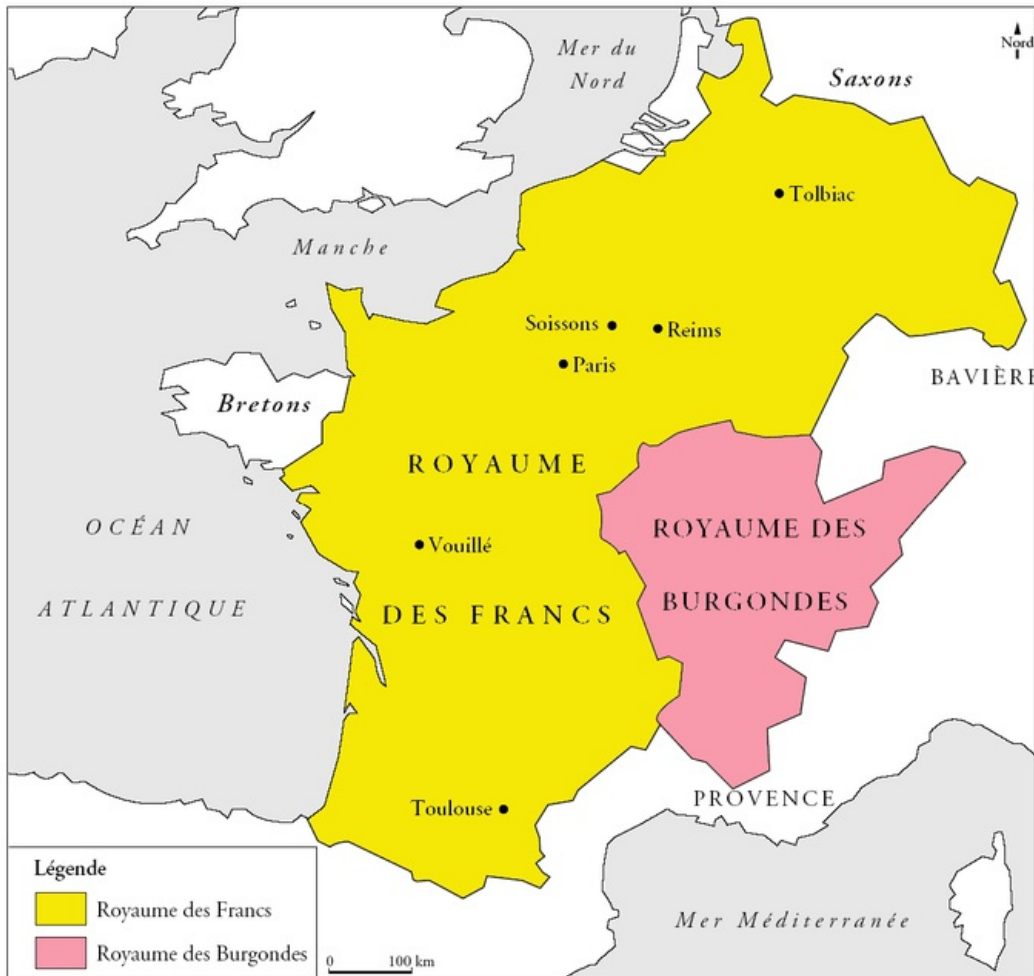 Nord
Mer du
Nord
Saxons
Tolbiac
Manche
Soissons
Reims
Paris
BAVIÈRE
Bretons
ROYAUME
DES FRANCS
ROYAUME DES
BURGONDES
OCÉAN
ATLANTIQUE
Vouillé
Toulouse
PROVENCE
Mer Méditerranée
Légende
Royaume des Francs
Royaume des Burgondes
0 100 km